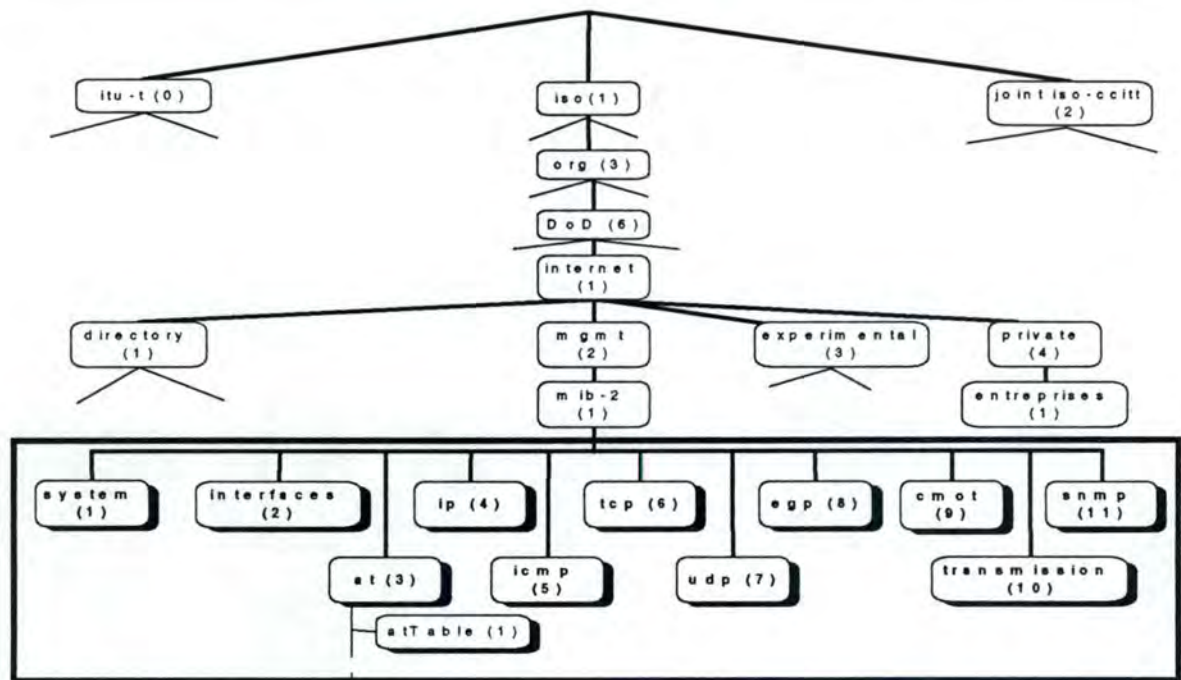 itu-t (0)
iso(1)
joint iso-ccitt
(2)
org (3)
DoD (6)
internet
(1)
directory
(1)
mgmt
(2)
experimental
(3)
private
(4)
mib-2
(1)
entreprises
(1)
system
(1)
interfaces
(2)
ip (4)
tcp (6)
egp (8)
cmot
(9)
snmp
(11)
at (3)
icmp
(5)
udp (7)
transmission
(10)
atTable (1)